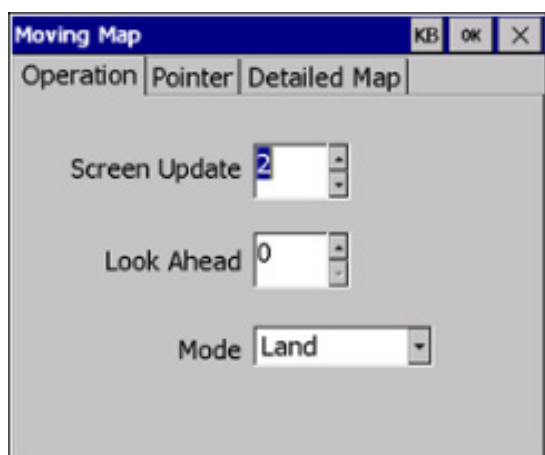 Moving Map KB OK ×
Operation Pointer Detailed Map
Screen Update 2
Look Ahead 0
Mode Land